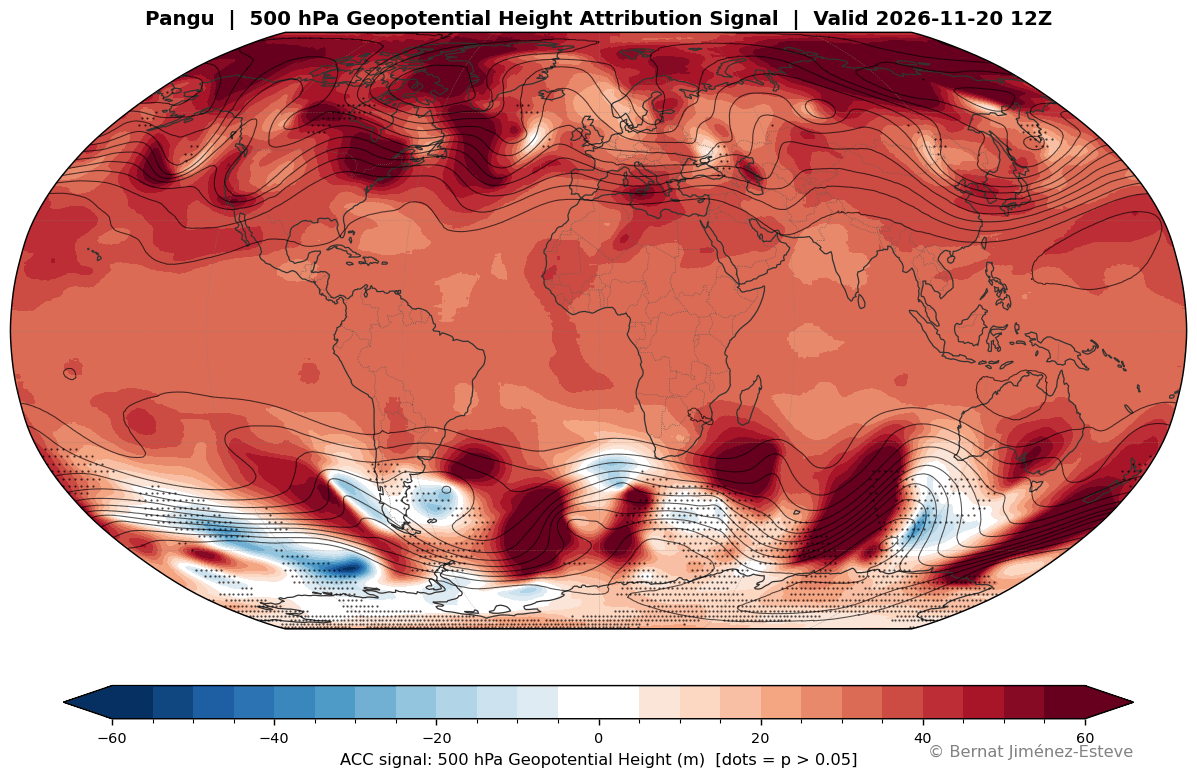 Pangu | 500 hPa Geopotential Height Attribution Signal | Valid 2026-11-20 12Z
−60 −40 −20 0 20 40 60
ACC signal: 500 hPa Geopotential Height (m) [dots = p > 0.05]
© Bernat Jiménez-Esteve